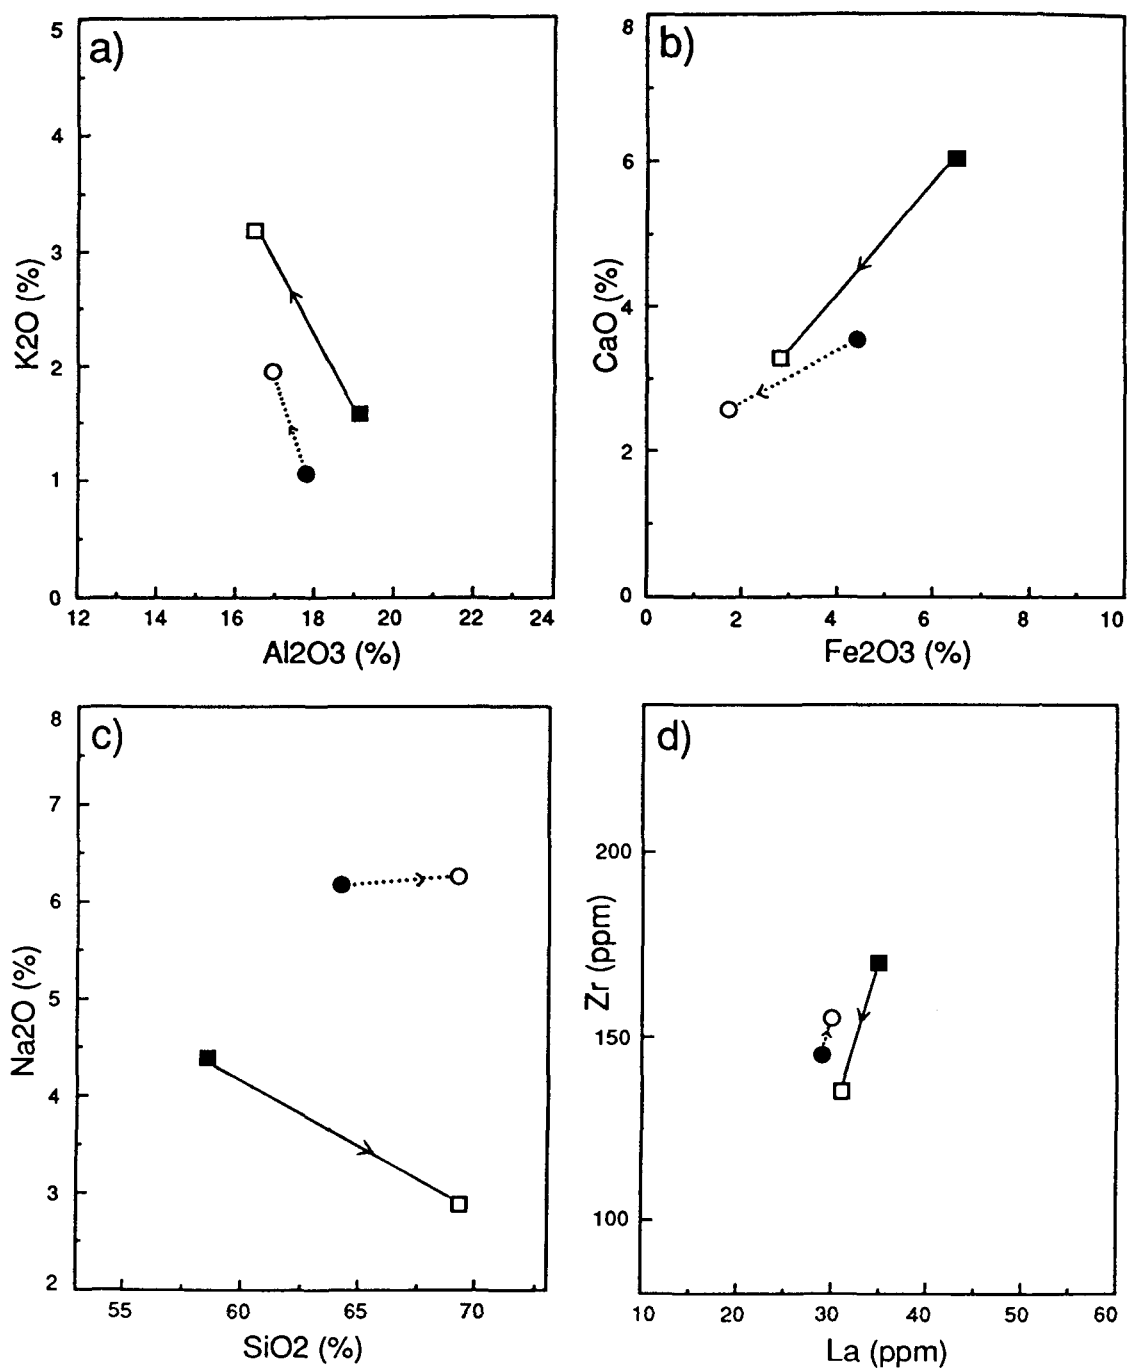 a)
5
4
3
2
1
0
K2O (%)
12 14 16 18 20 22 24
Al2O3 (%)
b)
8
6
4
2
0
CaO (%)
0 2 4 6 8 10
Fe2O3 (%)
c)
8
7
6
5
4
3
2
Na2O (%)
55 60 65 70
SiO2 (%)
d)
200
150
100
Zr (ppm)
10 20 30 40 50 60
La (ppm)